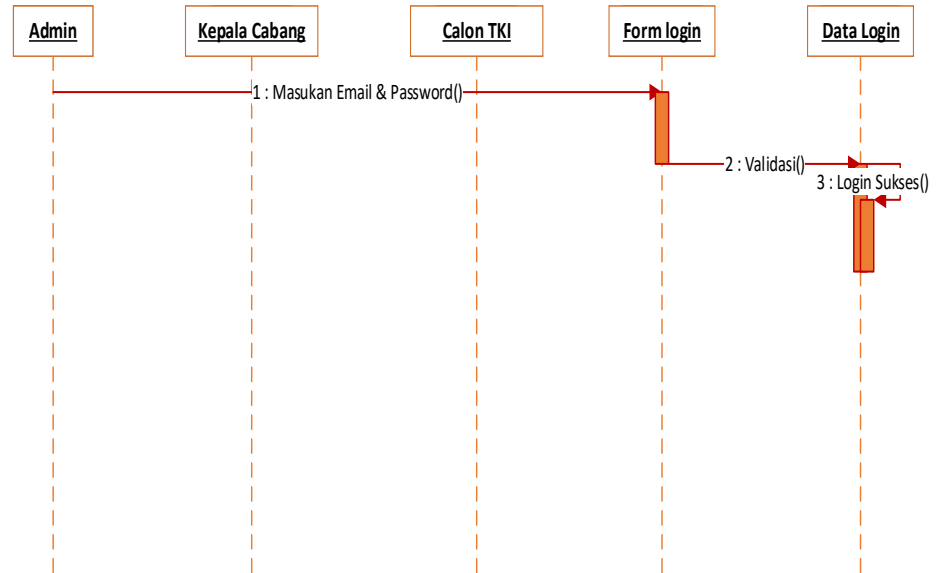 Admin
Kepala Cabang
Calon TKI
Form login
Data Login
1 : Masukan Email & Password()
2 : Validasi()
3 : Login Sukses()